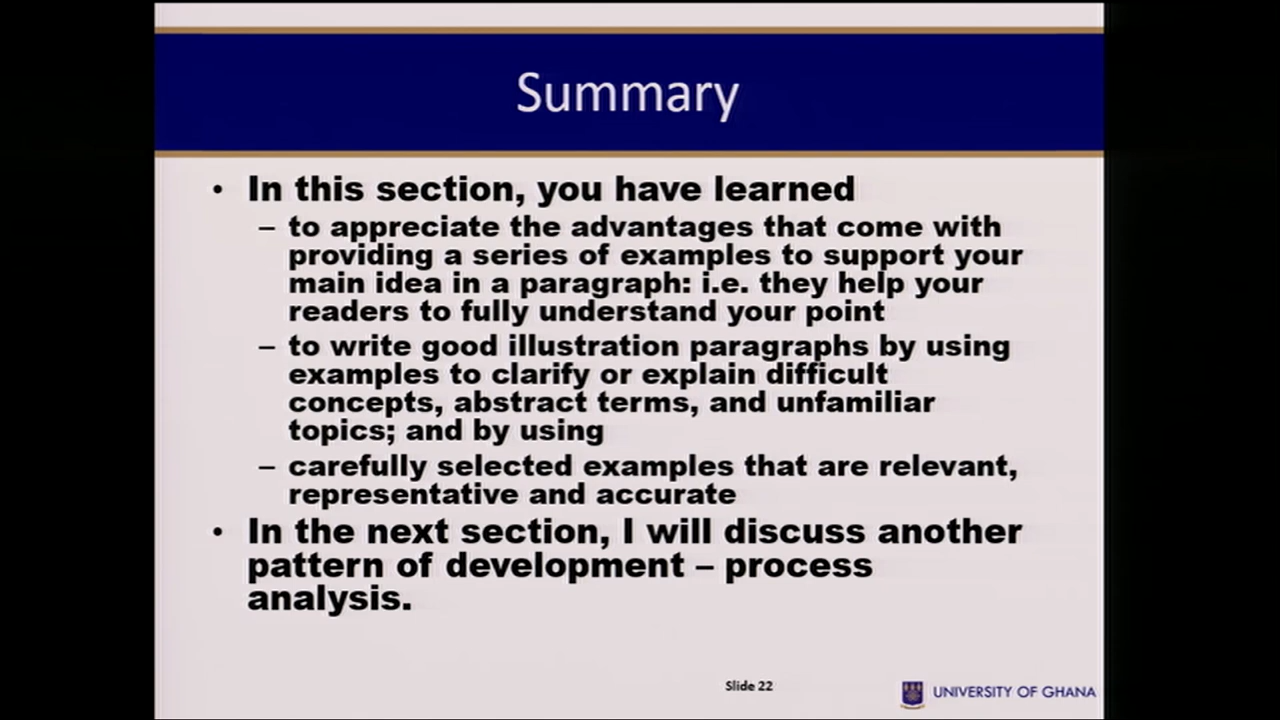 Summary
• In this section, you have learned
– to appreciate the advantages that come with
providing a series of examples to support your
main idea in a paragraph: i.e. they help your
readers to fully understand your point
– to write good illustration paragraphs by using
examples to clarify or explain difficult
concepts, abstract terms, and unfamiliar
topics; and by using
– carefully selected examples that are relevant,
representative and accurate
• In the next section, I will discuss another
pattern of development – process
analysis.
Slide 22
UNIVERSITY OF GHANA